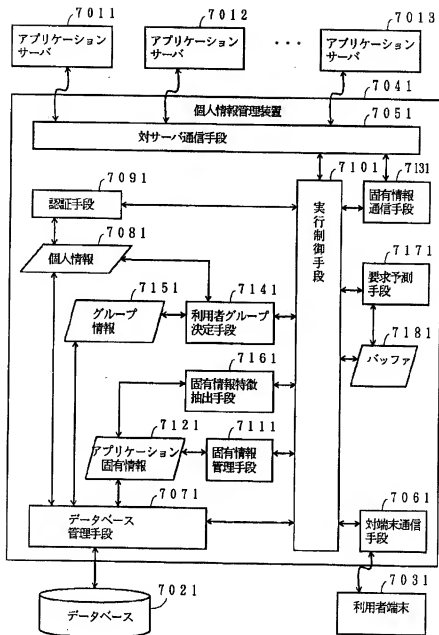 7011
7012
7013
アプリケーション
サーバ
アプリケーション
サーバ
・・・
アプリケーション
サーバ
7041
個人情報管理装置
7051
対サーバ通信手段
7101
7131
7091
認証手段
固有情報
通信手段
7081
個人情報
実行制御手段
7171
要求予測
手段
7151
グループ
情報
7141
利用者グループ
決定手段
7181
バッファ
7161
固有情報特徴
抽出手段
7121
アプリケーション
固有情報
7111
固有情報
管理手段
7071
データベース
管理手段
7061
対端末通信
手段
7021
データベース
7031
利用者端末